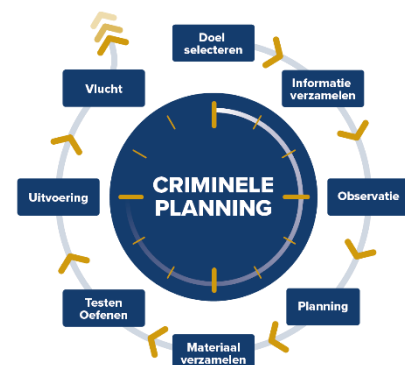 Doel
selecteren
Informatie
verzamelen
Observatie
Planning
Materiaal
verzamelen
Testen
Oefenen
Uitvoering
Vlucht
CRIMINELE
PLANNING